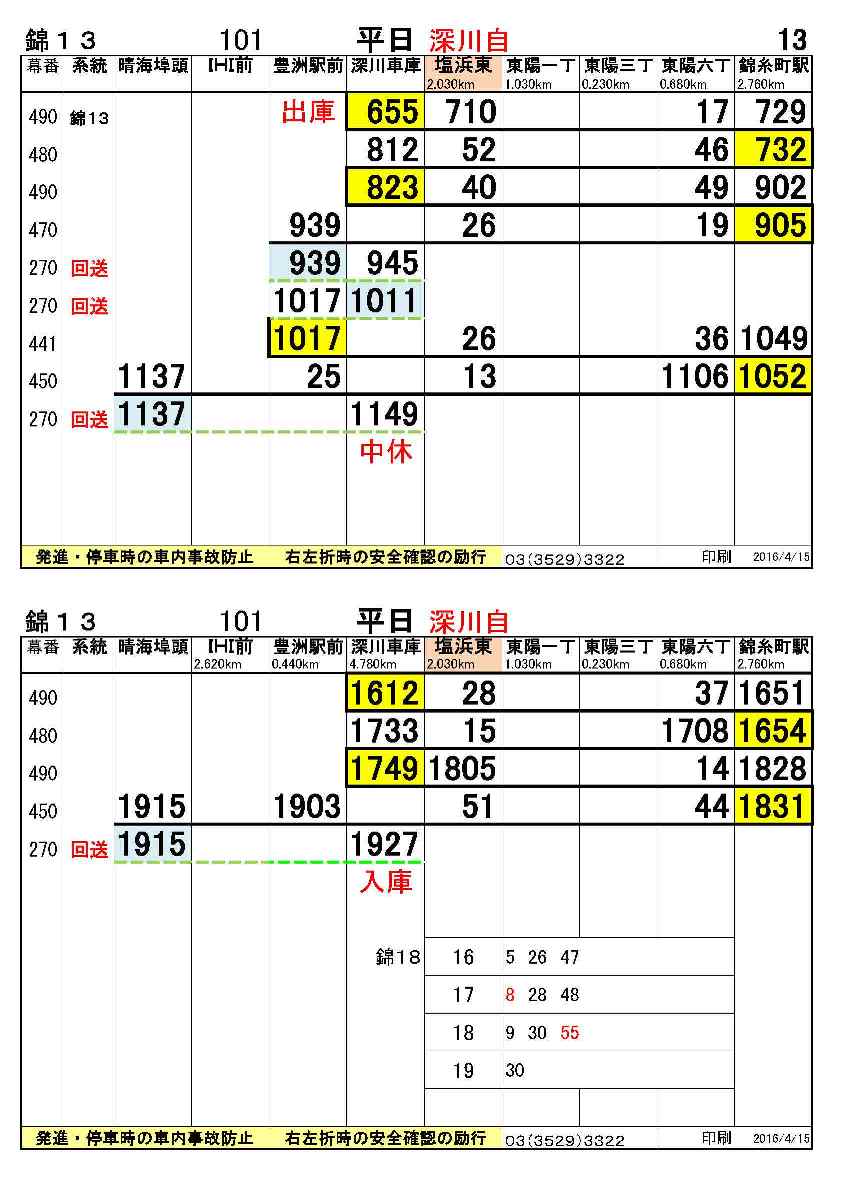 錦１３ 101 平日 深川自 13
幕番 系統 晴海埠頭 IHI前 豊洲駅前 深川車庫 塩浜東 東陽一丁 東陽三丁 東陽六丁 錦糸町駅
2.030km 1.030km 0.230km 0.680km 2.760km
490 錦13 出庫 655 710 17 729
480 812 52 46 732
490 823 40 49 902
470 939 26 19 905
270 回送 939 945
270 回送 1017 1011
441 1017 26 36 1049
450 1137 25 13 1106 1052
270 回送 1137 1149
中休
発進・停車時の車内事故防止 右左折時の安全確認の励行 03(3529)3322 印刷 2016/4/15
錦１３ 101 平日 深川自
幕番 系統 晴海埠頭 IHI前 豊洲駅前 深川車庫 塩浜東 東陽一丁 東陽三丁 東陽六丁 錦糸町駅
2.620km 0.440km 4.780km 2.030km 1.030km 0.230km 0.680km 2.760km
490 1612 28 37 1651
480 1733 15 1708 1654
490 1749 1805 14 1828
450 1915 1903 51 44 1831
270 回送 1915 1927
入庫
錦18 16 5 26 47
17 8 28 48
18 9 30 55
19 30
発進・停車時の車内事故防止 右左折時の安全確認の励行 03(3529)3322 印刷 2016/4/15